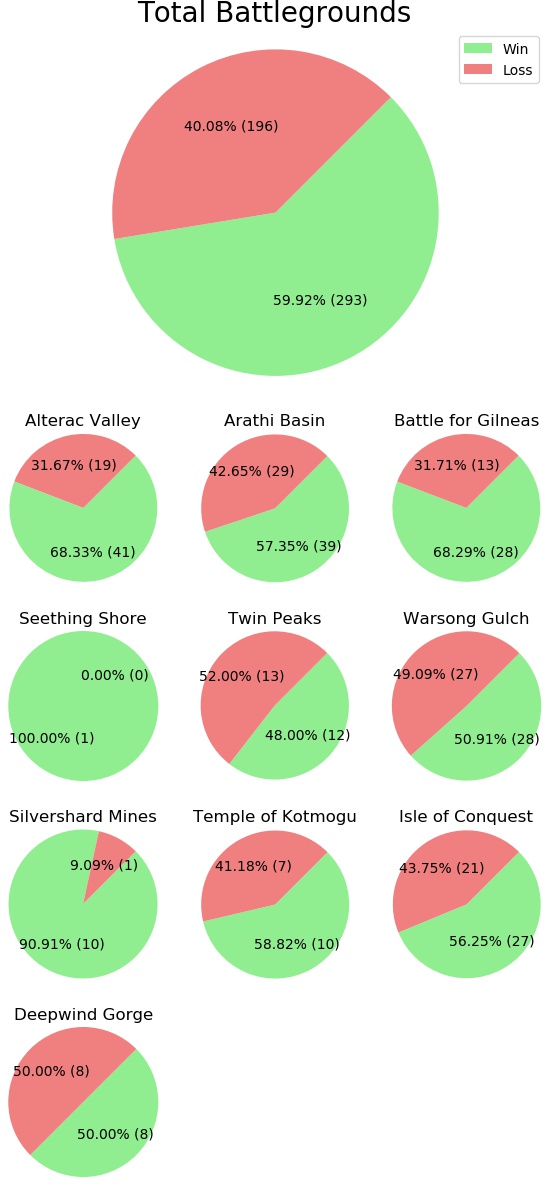 Total Battlegrounds
Win
Loss
40.08% (196)
59.92% (293)
Alterac Valley
31.67% (19)
68.33% (41)
Arathi Basin
42.65% (29)
57.35% (39)
Battle for Gilneas
31.71% (13)
68.29% (28)
Seething Shore
0.00% (0)
100.00% (1)
Twin Peaks
52.00% (13)
48.00% (12)
Warsong Gulch
49.09% (27)
50.91% (28)
Silvershard Mines
9.09% (1)
90.91% (10)
Temple of Kotmogu
41.18% (7)
58.82% (10)
Isle of Conquest
43.75% (21)
56.25% (27)
Deepwind Gorge
50.00% (8)
50.00% (8)